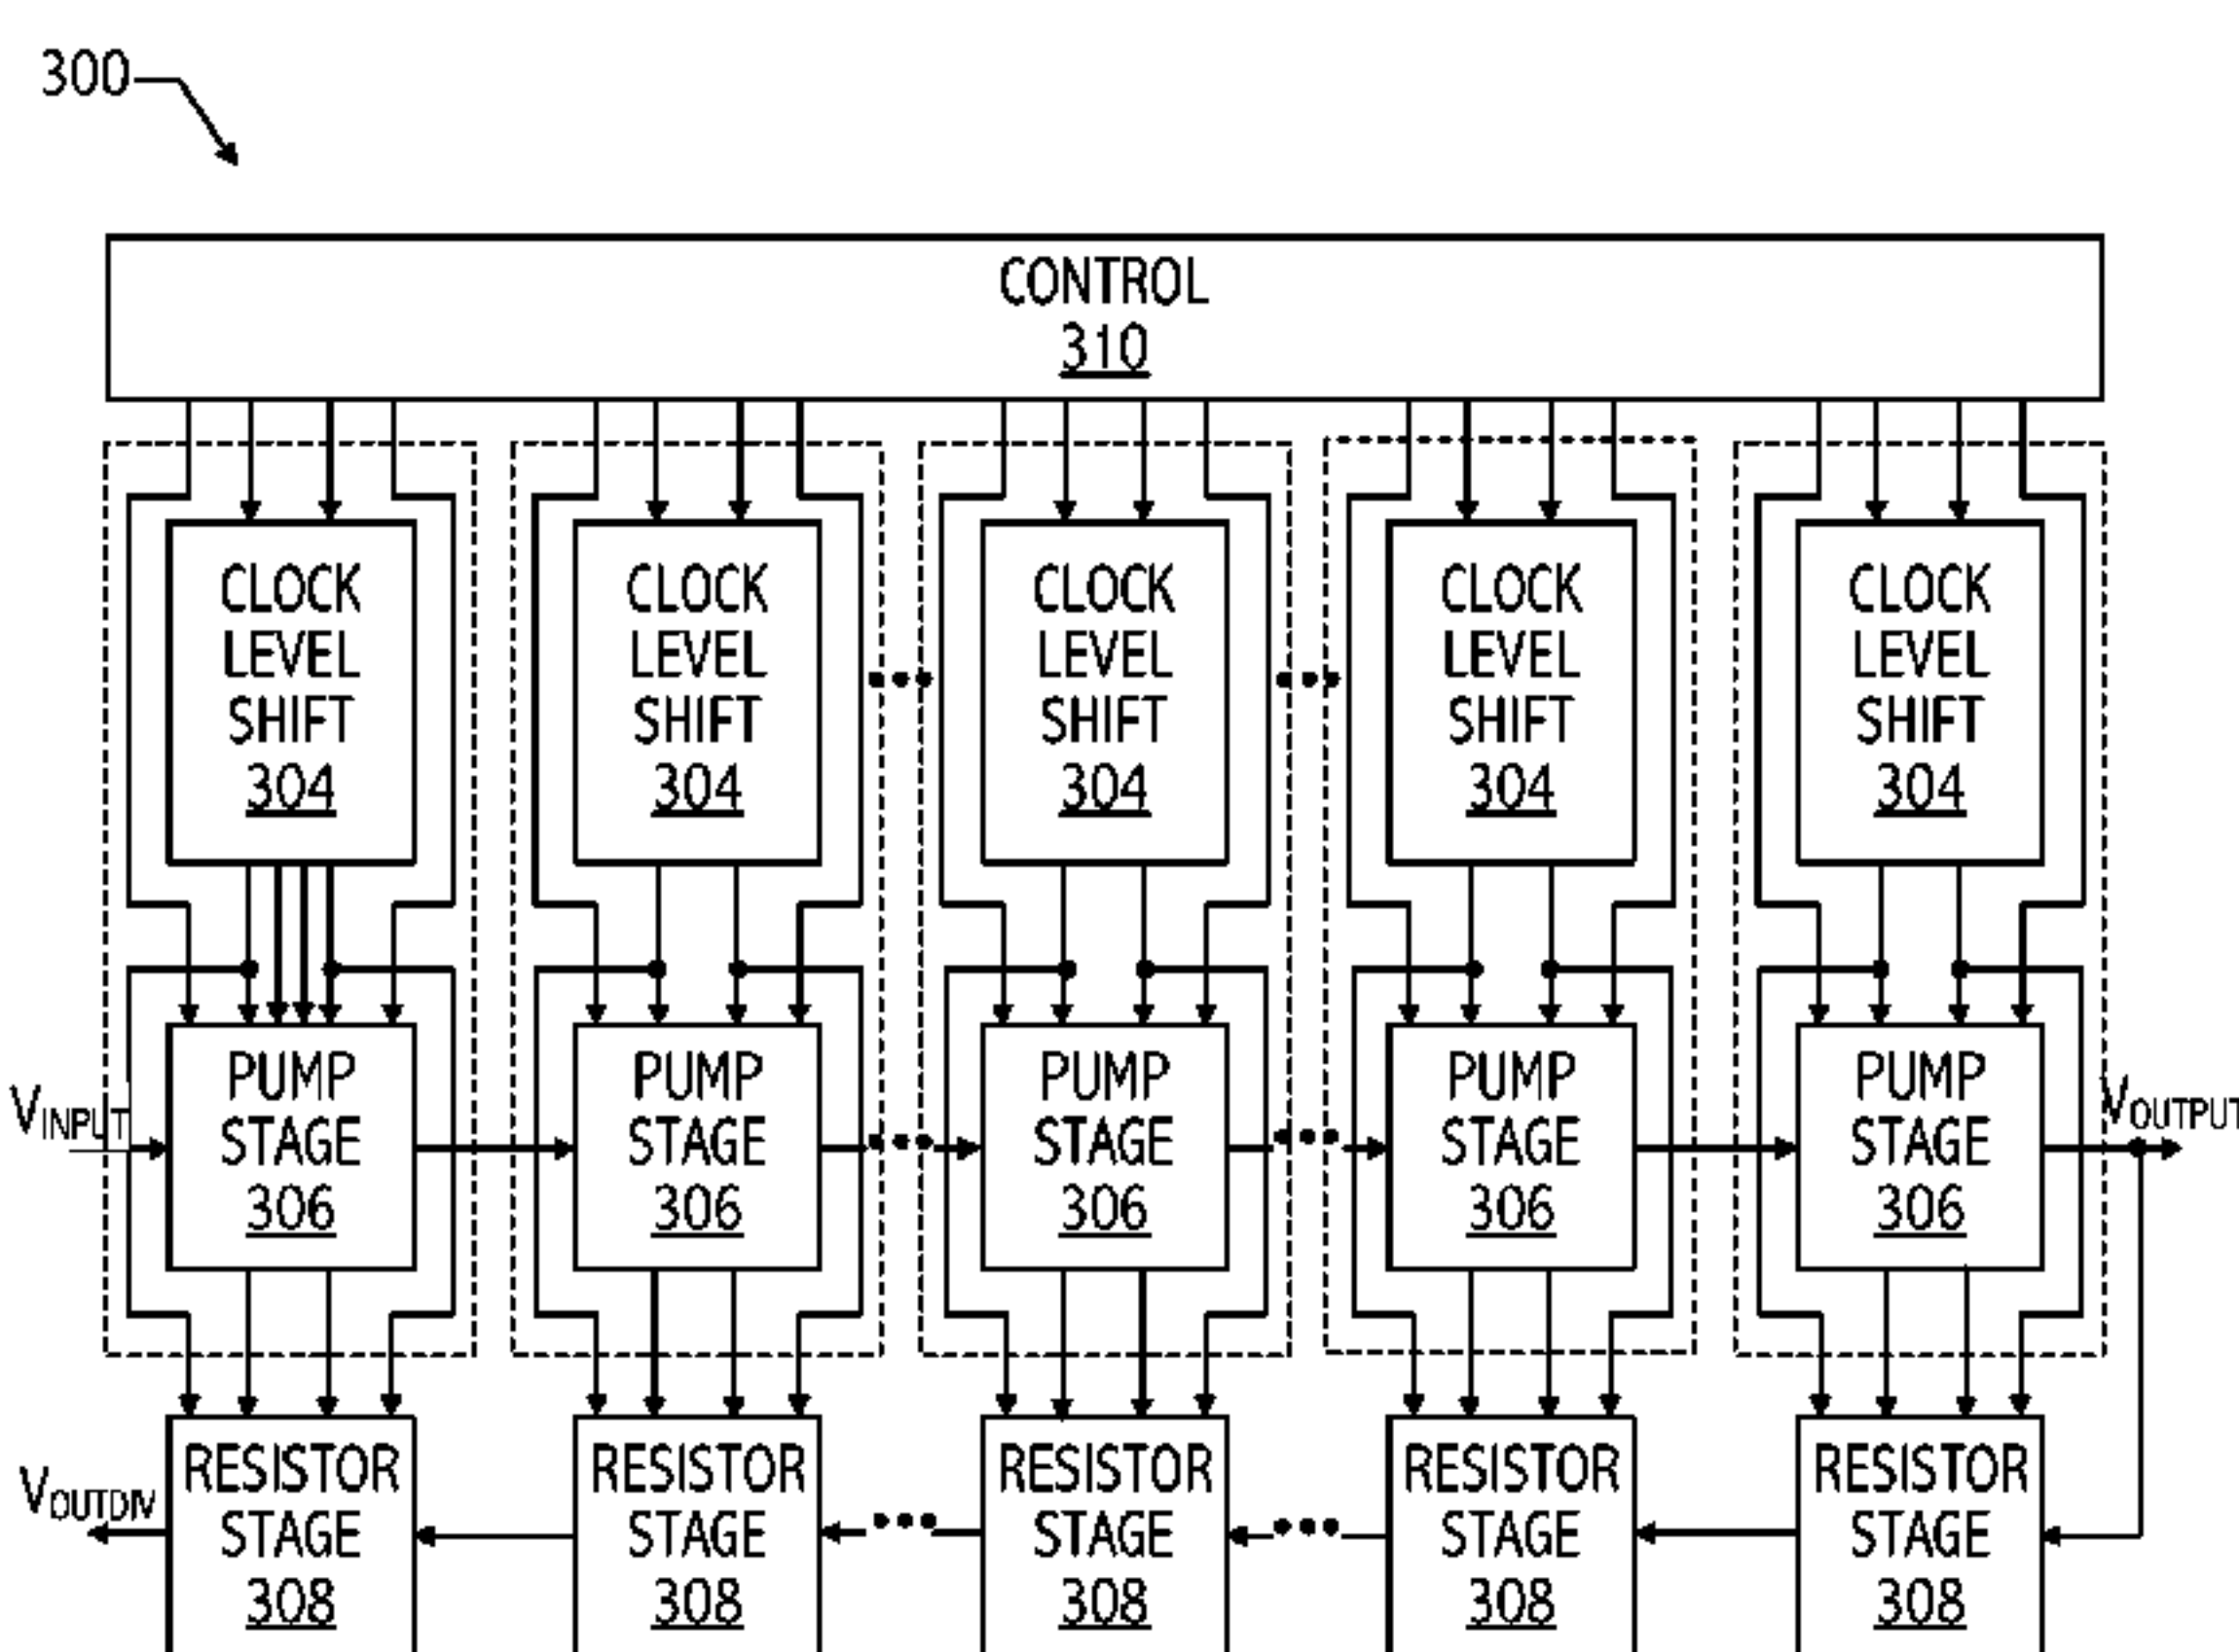 300
CONTROL
310
CLOCK
LEVEL
SHIFT
304
CLOCK
LEVEL
SHIFT
304
CLOCK
LEVEL
SHIFT
304
CLOCK
LEVEL
SHIFT
304
CLOCK
LEVEL
SHIFT
304
VINPUT
PUMP
STAGE
306
PUMP
STAGE
306
PUMP
STAGE
306
PUMP
STAGE
306
PUMP
STAGE
306
VOUTPUT
VOUTDIV
RESISTOR
STAGE
308
RESISTOR
STAGE
308
RESISTOR
STAGE
308
RESISTOR
STAGE
308
RESISTOR
STAGE
308